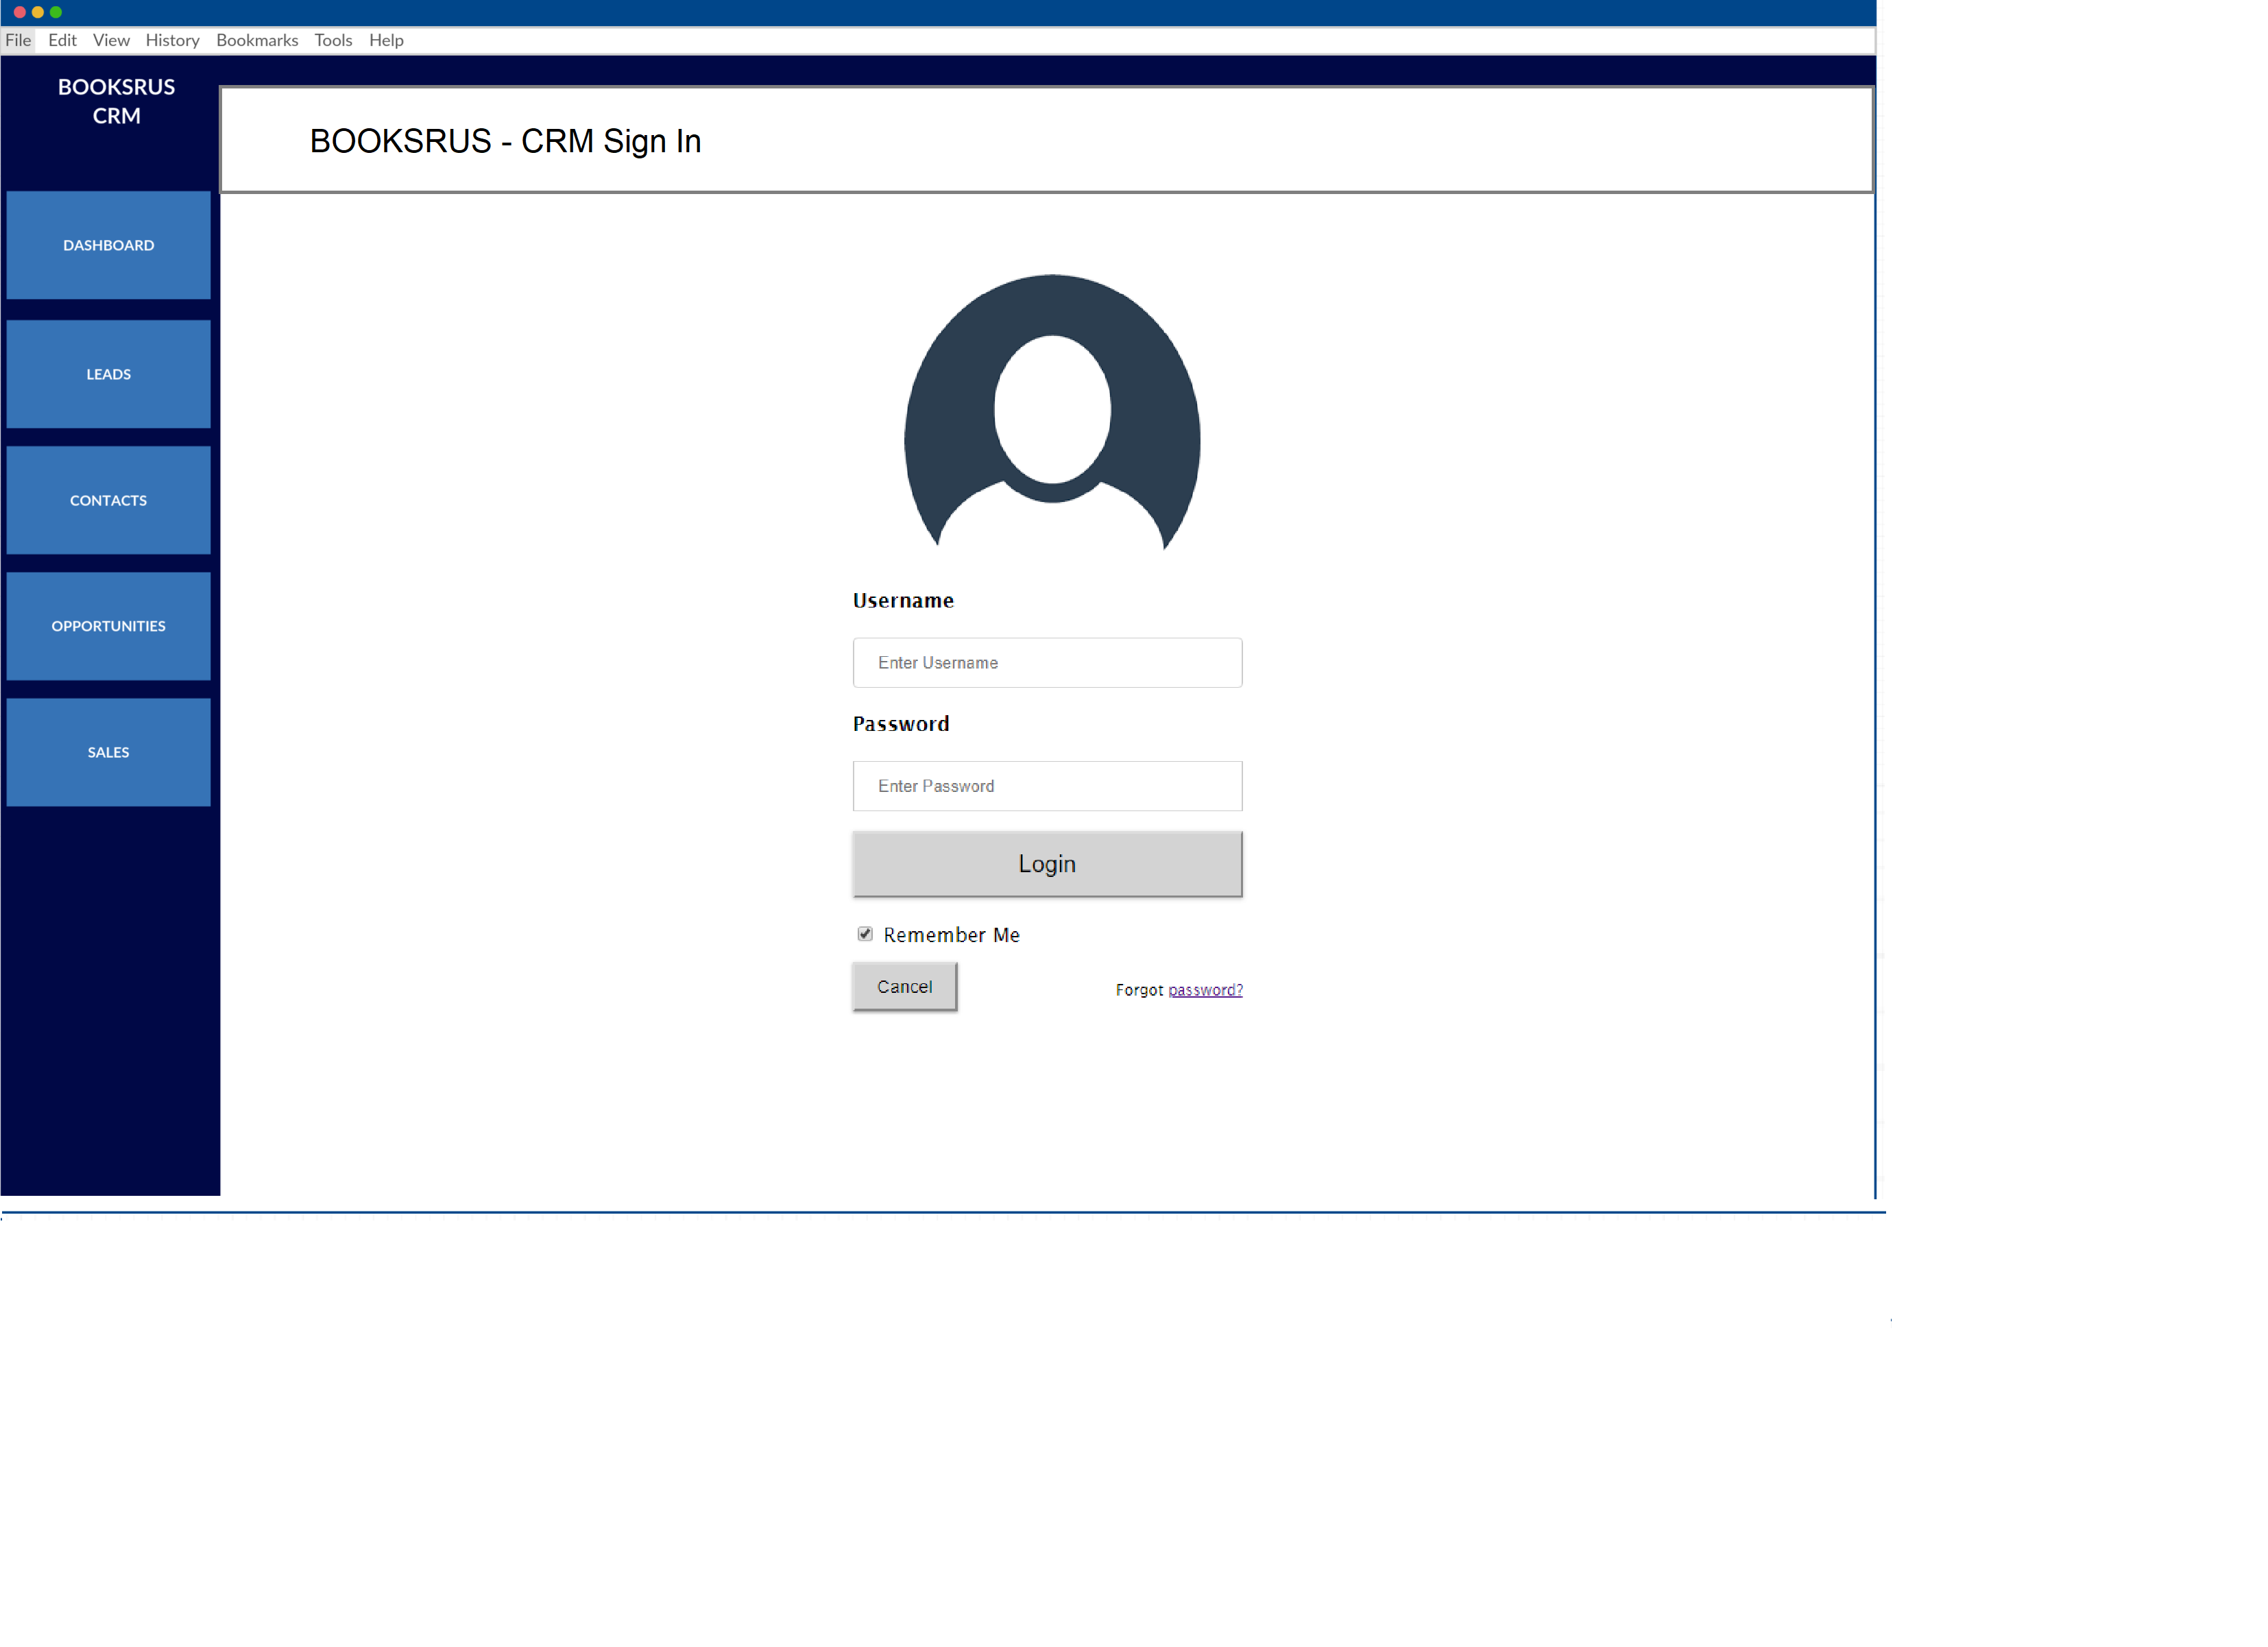 File Edit View History Bookmarks Tools Help
BOOKSRUS
CRM
BOOKSRUS - CRM Sign In
DASHBOARD
LEADS
CONTACTS
OPPORTUNITIES
SALES
Username
Enter Username
Password
Enter Password
Login
Remember Me
Cancel
Forgot password?